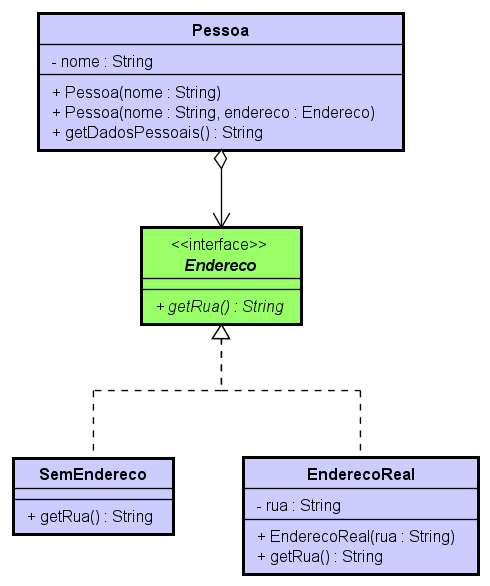 Pessoa
- nome : String
+ Pessoa(nome : String)
+ Pessoa(nome : String, endereco : Endereco)
+ getDadosPessoais() : String
<<interface>>
Endereco
+ getRua() : String
SemEndereco
+ getRua() : String
EnderecoReal
- rua : String
+ EnderecoReal(rua : String)
+ getRua() : String